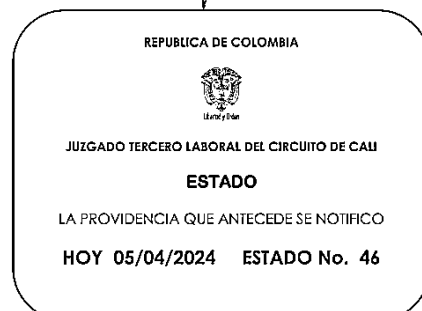 REPUBLICA DE COLOMBIA
Libertad y Orden
JUZGADO TERCERO LABORAL DEL CIRCUITO DE CALI
ESTADO
LA PROVIDENCIA QUE ANTECEDE SE NOTIFICO
HOY 05/04/2024 ESTADO No. 46